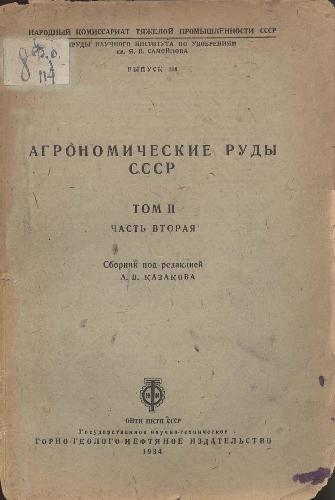 НАРОДНЫЙ КОМИССАРИАТ ТЯЖЕЛОЙ ПРОМЫШЛЕННОСТИ СССР
ТРУДЫ НАУЧНОГО ИНСТИТУТА ПО УДОБРЕНИЯМ
им. Я. В. САМОЙЛОВА
ВЫПУСК
АГРОНОМИЧЕСКИЕ РУДЫ
СССР
ТОМ II
ЧАСТЬ ВТОРАЯ
Сборник под редакцией
А. В. КАЗАКОВА
ОНТИ НКТП СССР
Государственное научно-техническое
ГОРНО-ГЕОЛОГО-НЕФТЯНОЕ ИЗДАТЕЛЬСТВО
1934